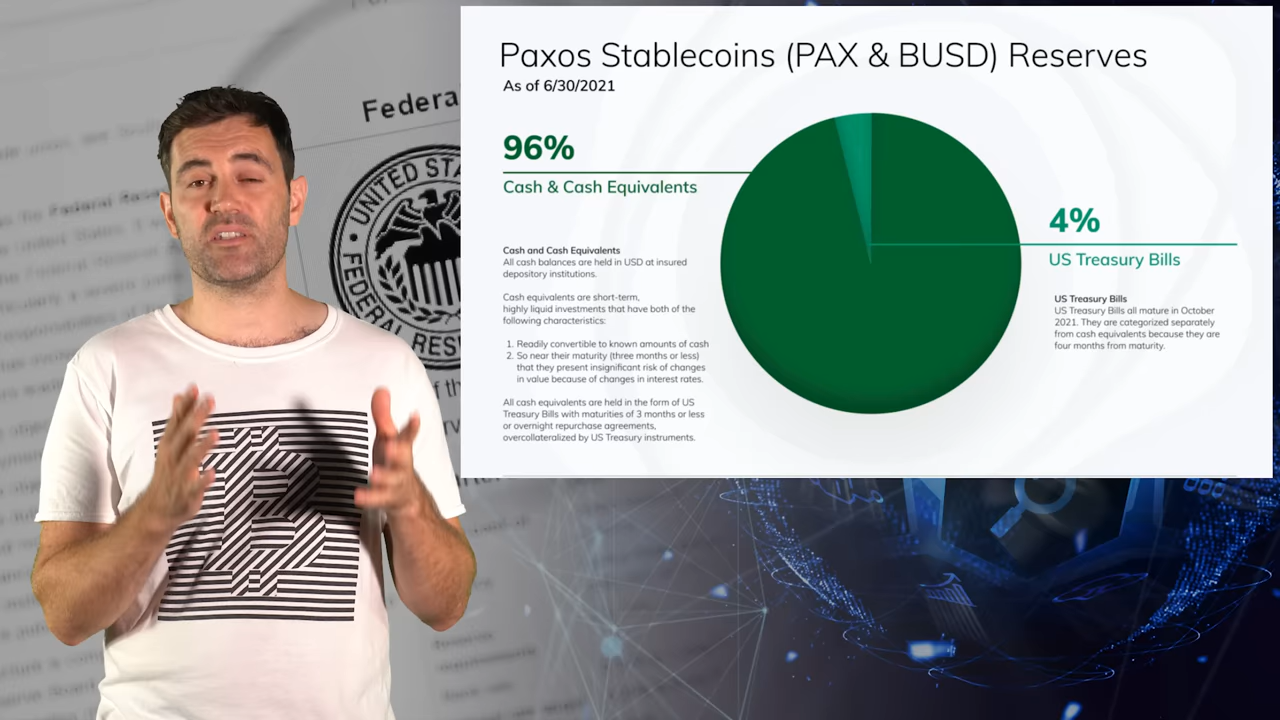 Paxos Stablecoins (PAX & BUSD) Reserves
As of 6/30/2021
96%
Cash & Cash Equivalents
Cash and Cash Equivalents
All cash balances are held in USD at insured
depository institutions.
Cash equivalents are short-term,
highly liquid investments that have both of the
following characteristics:
1. Readily convertible to known amounts of cash
2. So near their maturity (three months or less)
that they present insignificant risk of changes
in value because of changes in interest rates.
All cash equivalents are held in the form of US
Treasury Bills with maturities of 3 months or less
or overnight repurchase agreements,
overcollateralized by US Treasury instruments.
4%
US Treasury Bills
US Treasury Bills
US Treasury Bills all mature in October
2021. They are categorized separately
from cash equivalents because they are
four months from maturity.
Federa
UNITED STA
FEDERAL RES